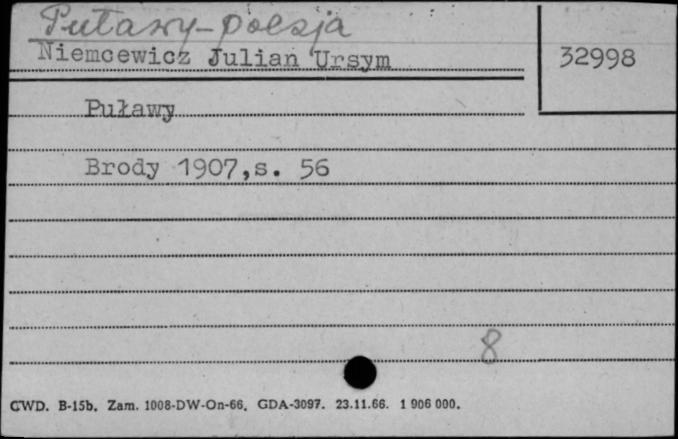 Puławy-poezja
Niemcewicz Julian Ursym
32998
Puławy
Brody 1907,s. 56
8
CWD. B-15b. Zam. 1008-DW-On-66. GDA-3097. 23.11.66. 1 906 000.